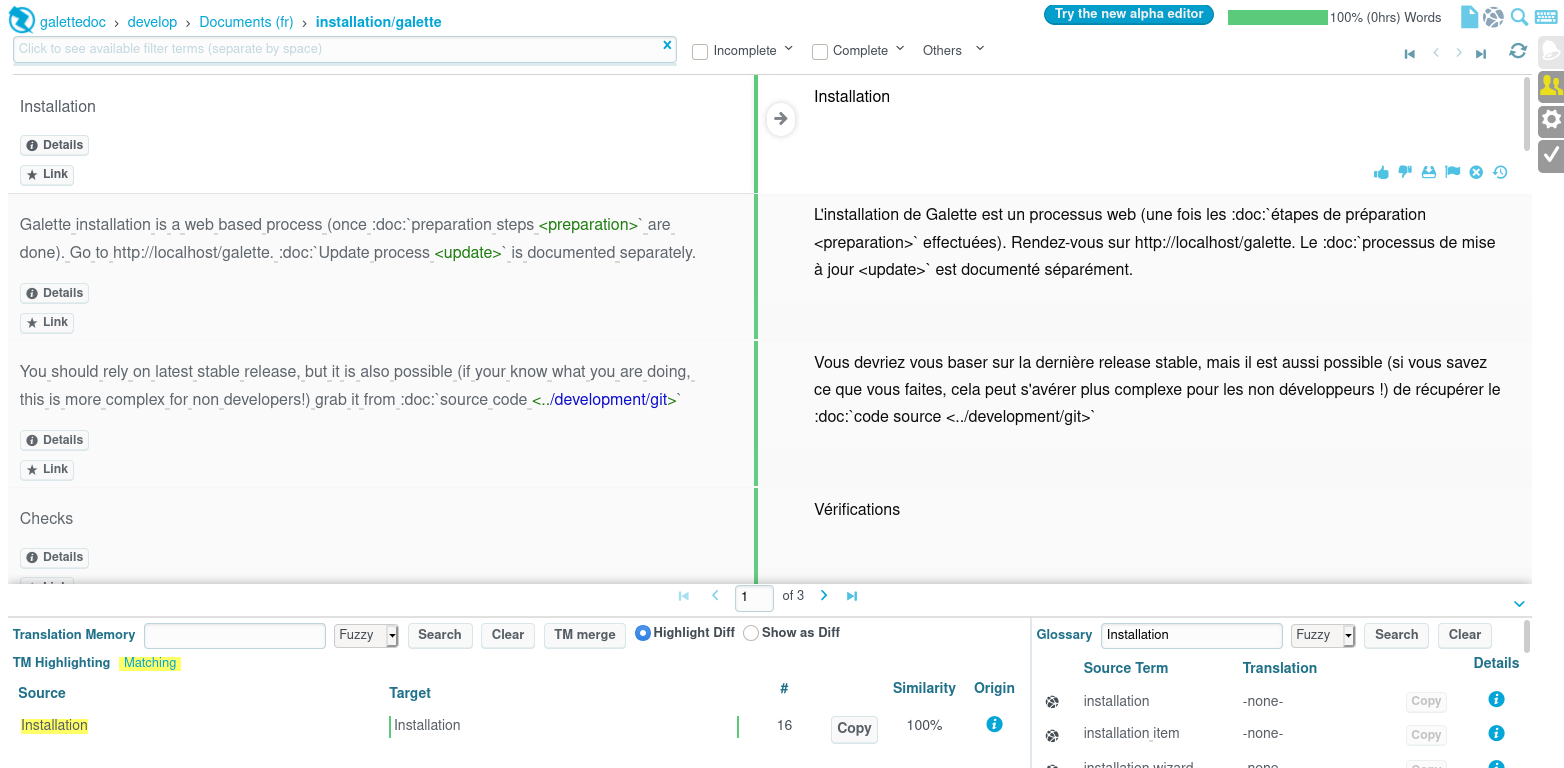 galettedoc › develop › Documents (fr) › installation/galette
Try the new alpha editor
100% (0hrs) Words
Click to see available filter terms (separate by space)
Incomplete
Complete
Others
Installation
Details
Link
Installation
Galette installation is a web based process (once :doc:`preparation steps <preparation>` are
done). Go to http://localhost/galette. :doc:`Update process <update>` is documented separately.
Details
Link
L'installation de Galette est un processus web (une fois les :doc:`étapes de préparation
<preparation>` effectuées). Rendez-vous sur http://localhost/galette. Le :doc:`processus de mise
à jour <update>` est documenté séparément.
You should rely on latest stable release, but it is also possible (if your know what you are doing,
this is more complex for non developers!) grab it from :doc:`source code <../development/git>`
Details
Link
Vous devriez vous baser sur la dernière release stable, mais il est aussi possible (si vous savez
ce que vous faites, cela peut s'avérer plus complexe pour les non développeurs !) de récupérer le
:doc:`code source <../development/git>`
Checks
Details
Link
Vérifications
1 of 3
Translation Memory
Fuzzy
Search
Clear
TM merge
Highlight Diff
Show as Diff
TM Highlighting Matching
Source Target # Similarity Origin
Installation Installation 16 Copy 100%
Glossary
Installation
Fuzzy
Search
Clear
Source Term Translation Details
installation -none- Copy
installation item -none- Copy
installation wizard -none- Copy